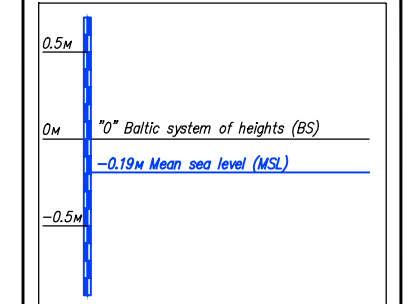 0.5м
0м "0" Baltic system of heights (BS)
-0.19м Mean sea level (MSL)
-0.5м